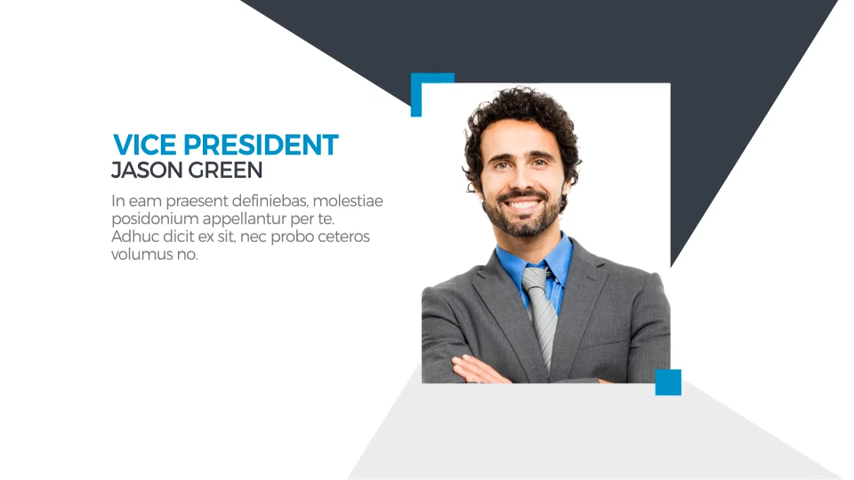 VICE PRESIDENT
JASON GREEN
In eam praesent definiebas, molestiae
posidonium appellantur per te.
Adhuc dicit ex sit, nec probo ceteros
volumus no.